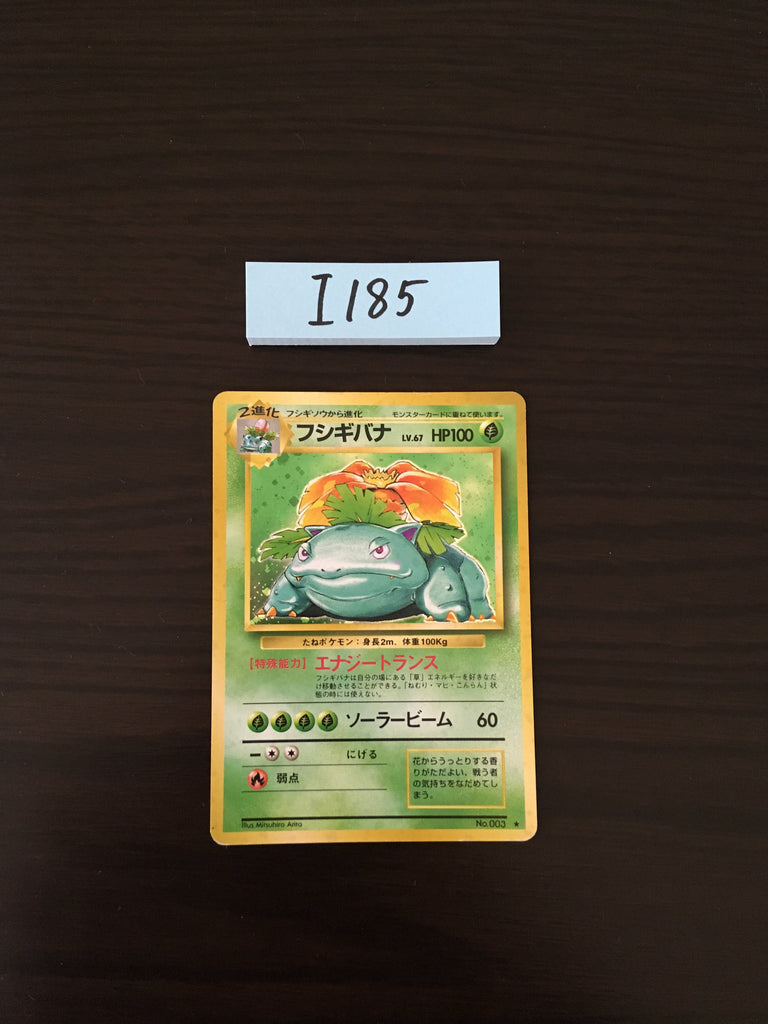 I185
2進化 フシギソウから進化 モンスターカードに重ねて使います。
フシギバナ LV.67 HP100
たねポケモン：身長2m、体重100Kg
【特殊能力】エナジートランス
フシギバナは自分の場にある「草」エネルギーを好きなだ
け移動させることができる。「ねむり・マヒ・こんらん」状
態の時には使えない。
ソーラービーム 60
にげる
弱点
花からうっとりする香
りがただよい、戦う者
の気持ちをなだめてし
まう。
Illus. Mitsuhiro Arita No.003 ★